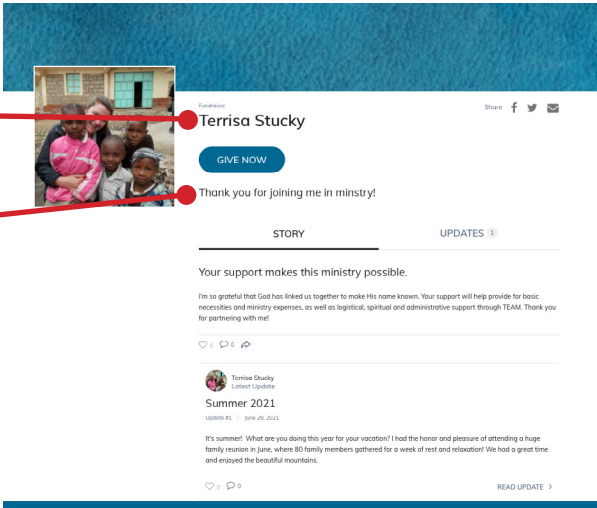 Fundraiser
Share
Terrisa Stucky
GIVE NOW
Thank you for joining me in minstry!
STORY
UPDATES 1
Your support makes this ministry possible.
I'm so grateful that God has linked us together to make His name known. Your support will help provide for basic
necessities and ministry expenses, as well as logistical, spiritual and administrative support through TEAM. Thank you
for partnering with me!
0 0
Terrisa Stucky
Latest Update
Summer 2021
Update #1 | June 28, 2021
It's summer! What are you doing this year for your vacation? I had the honor and pleasure of attending a huge
family reunion in June, where 80 family members gathered for a week of rest and relaxation! We had a great time
and enjoyed the beautiful mountains.
0 0
READ UPDATE >